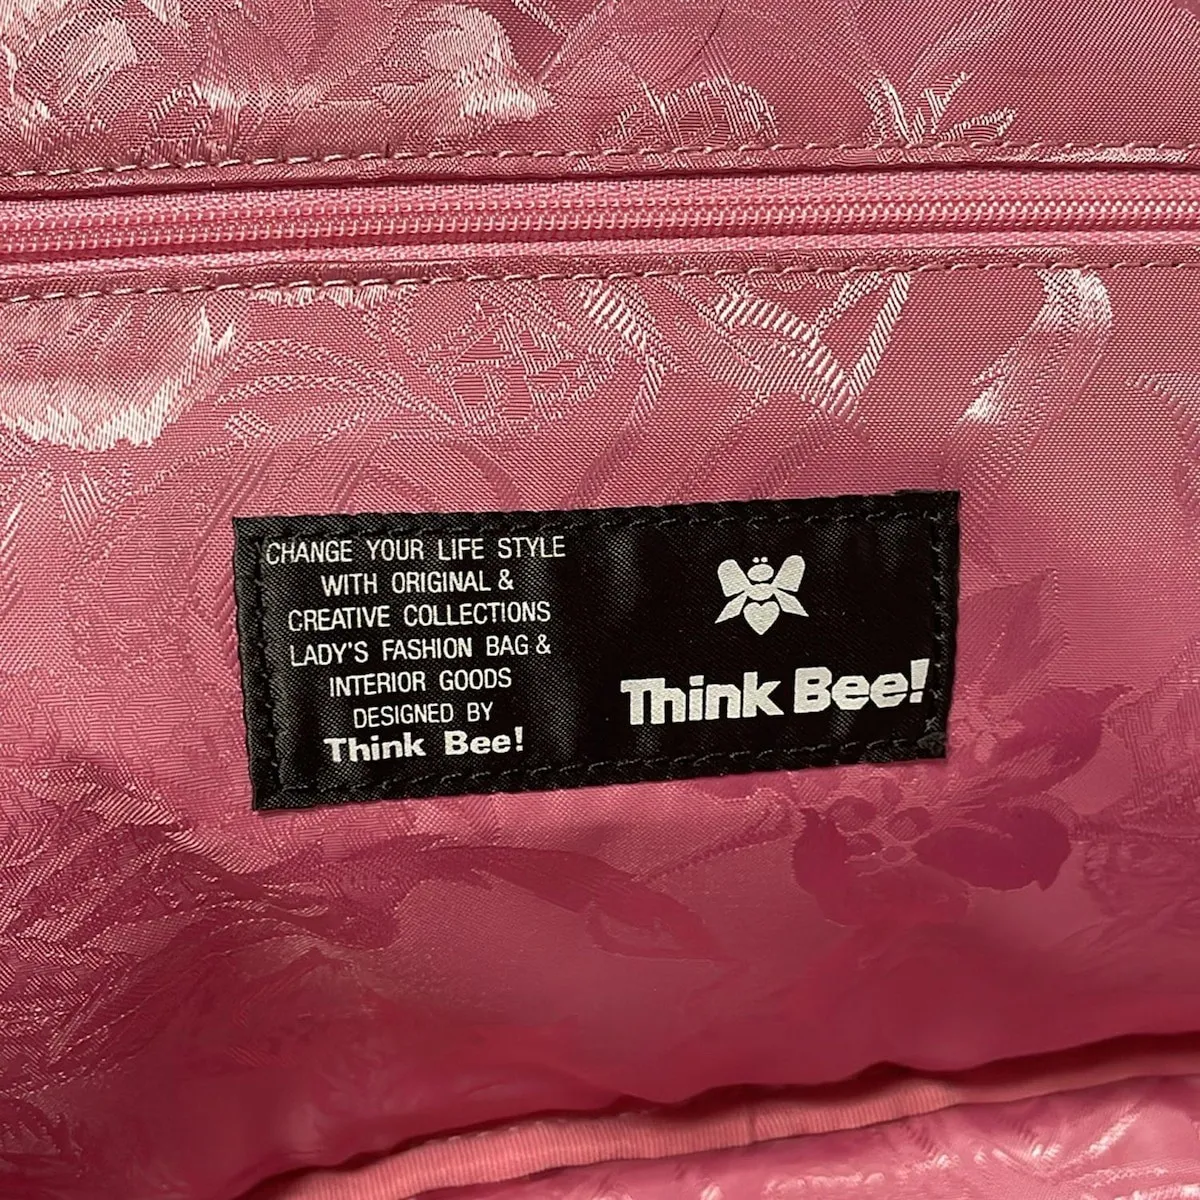 CHANGE YOUR LIFE STYLE
WITH ORIGINAL &
CREATIVE COLLECTIONS
LADY'S FASHION BAG &
INTERIOR GOODS
DESIGNED BY
Think Bee!
Think Bee!